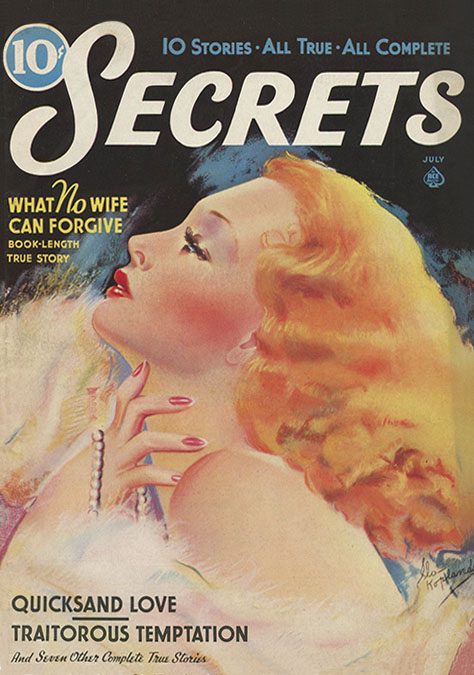 10¢
10 STORIES · ALL TRUE · ALL COMPLETE
SECRETS
JULY
WHAT No WIFE
CAN FORGIVE
BOOK-LENGTH
TRUE STORY
QUICKSAND LOVE
TRAITOROUS TEMPTATION
And Seven Other Complete True Stories